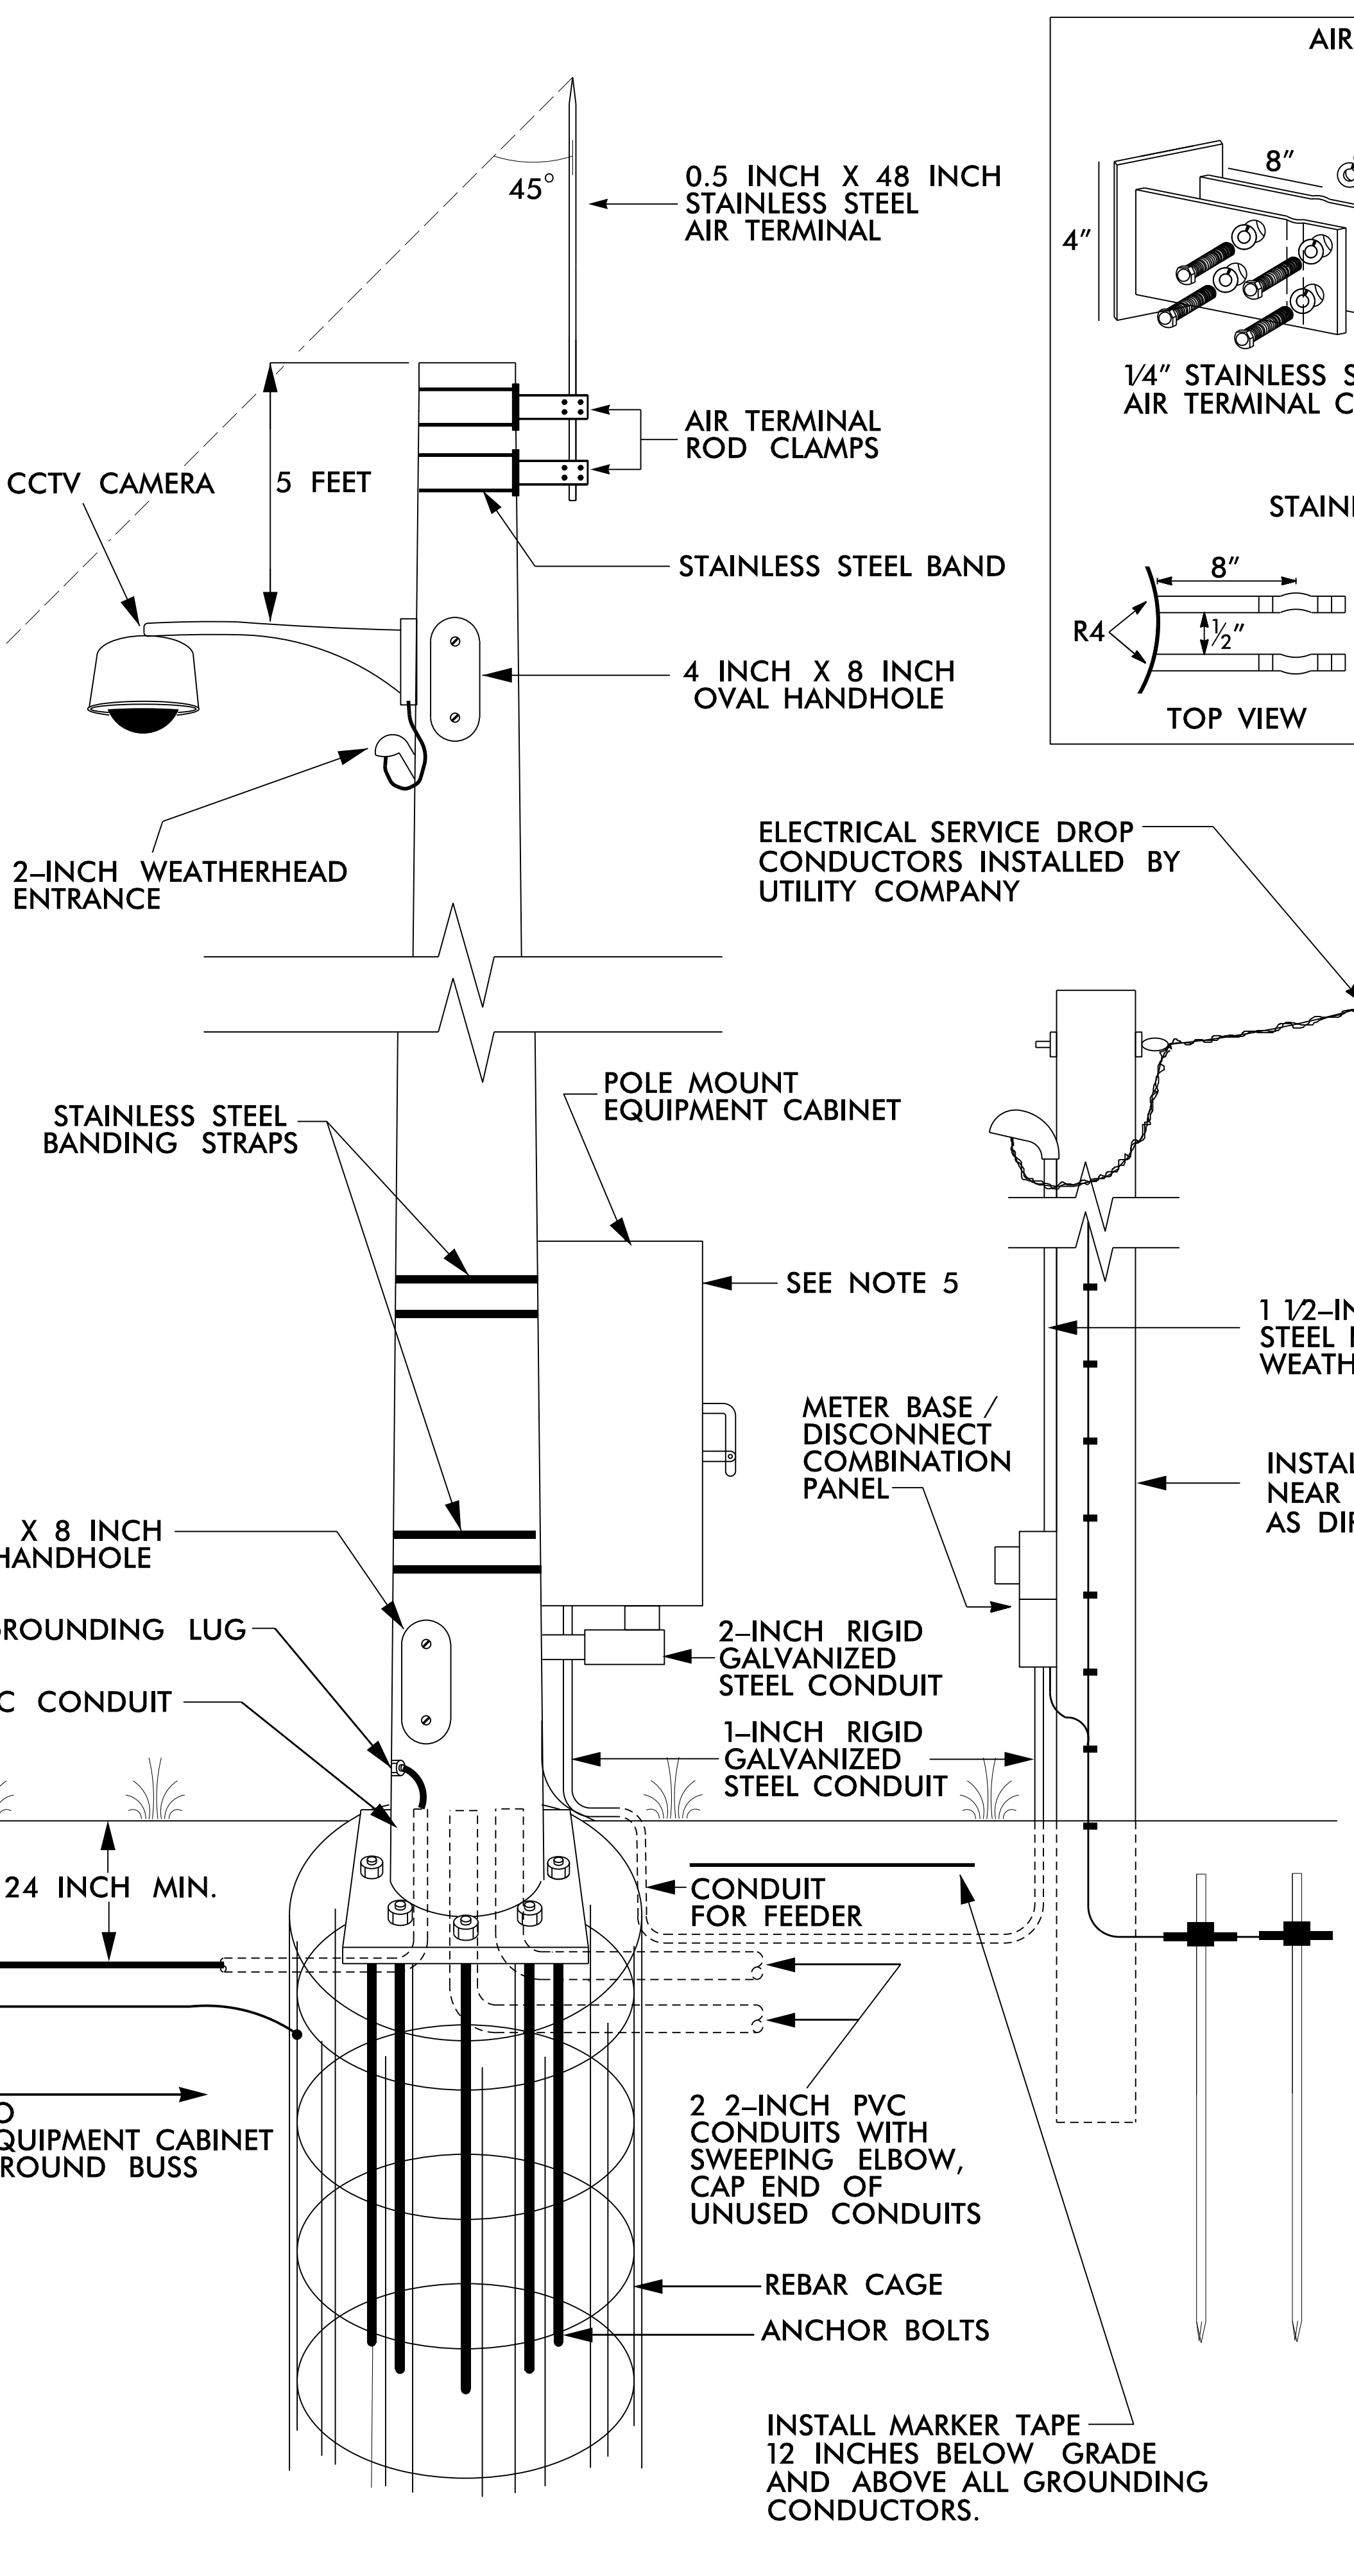 AIR
45°
0.5 INCH X 48 INCH
STAINLESS STEEL
AIR TERMINAL
8"
4"
1/4" STAINLESS S
AIR TERMINAL C
AIR TERMINAL
ROD CLAMPS
CCTV CAMERA
5 FEET
STAINLESS STEEL BAND
STAIN
8"
R4
1/2"
TOP VIEW
4 INCH X 8 INCH
OVAL HANDHOLE
2-INCH WEATHERHEAD
ENTRANCE
ELECTRICAL SERVICE DROP
CONDUCTORS INSTALLED BY
UTILITY COMPANY
POLE MOUNT
EQUIPMENT CABINET
STAINLESS STEEL
BANDING STRAPS
SEE NOTE 5
1 1/2-IN
STEEL
WEATH
METER BASE /
DISCONNECT
COMBINATION
PANEL
INSTAL
NEAR
AS DI
X 8 INCH
HANDHOLE
GROUNDING LUG
C CONDUIT
2-INCH RIGID
GALVANIZED
STEEL CONDUIT
1-INCH RIGID
GALVANIZED
STEEL CONDUIT
24 INCH MIN.
CONDUIT
FOR FEEDER
O
QUIPMENT CABINET
ROUND BUSS
2 2-INCH PVC
CONDUITS WITH
SWEEPING ELBOW,
CAP END OF
UNUSED CONDUITS
REBAR CAGE
ANCHOR BOLTS
INSTALL MARKER TAPE
12 INCHES BELOW GRADE
AND ABOVE ALL GROUNDING
CONDUCTORS.